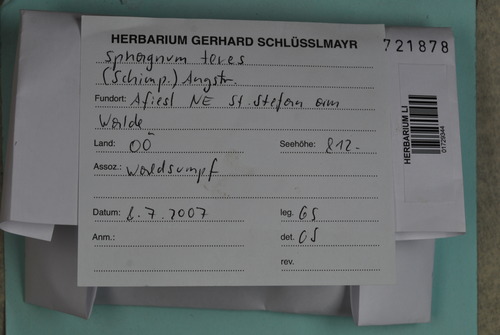 HERBARIUM GERHARD SCHLÜSSLMAYR
721878
Sphagnum teres
(Schimp.) Angstr.
Fundort: Afiesl NE St. Stefan am
Walde
Land: OÖ Seehöhe: 812.-
Assoz.: Waldsumpf
Datum: 6.7.2007 leg. GS
Anm.: det. GS
rev.
HERBARIUM LI
01725344